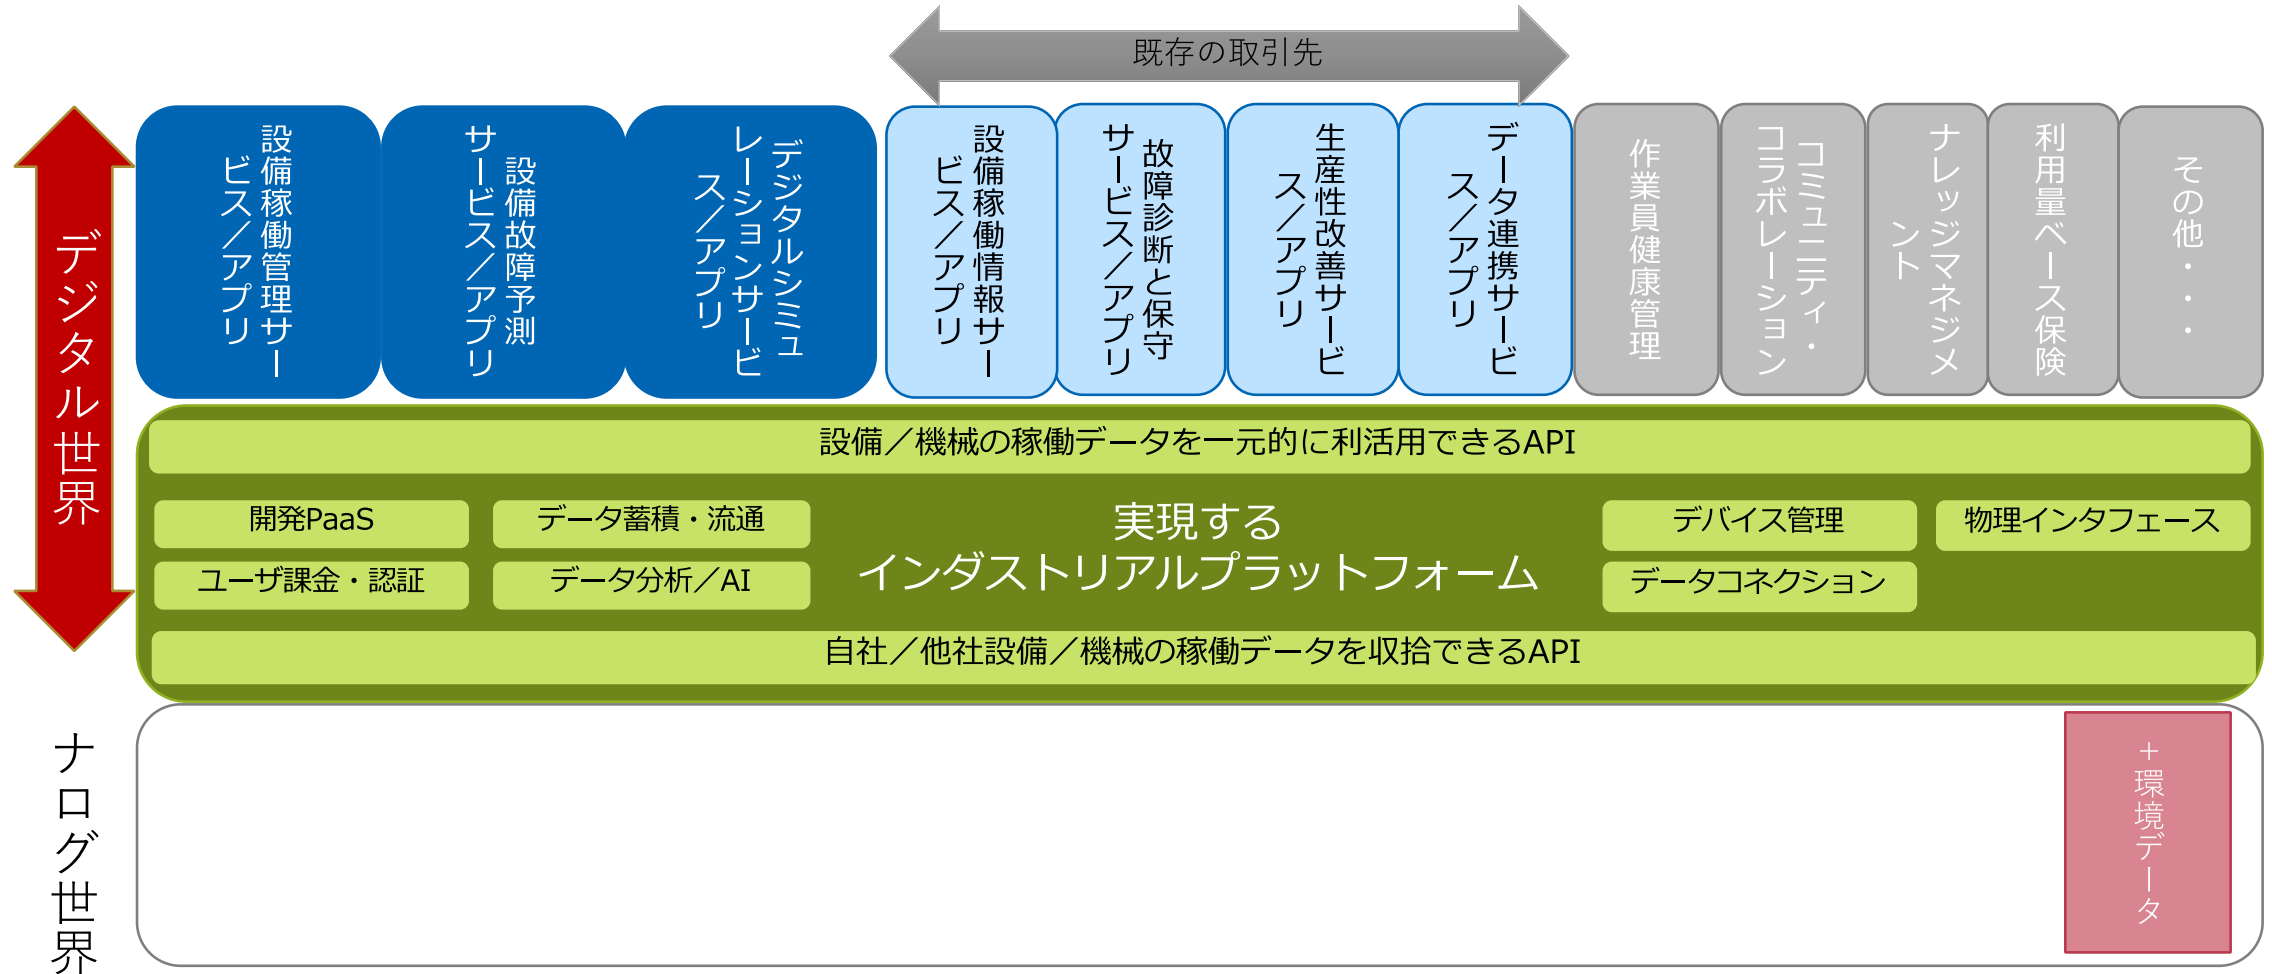 既存の取引先
デジタル世界
設備稼働管理サー
ビス／アプリ
設備故障予測
サービス／アプリ
デジタルシミュ
レーションサービ
ス／アプリ
設備稼働情報サー
ビス／アプリ
故障診断と保守
サービス／アプリ
生産性改善サービ
ス／アプリ
データ連携サービ
ス／アプリ
作業員健康管理
コミュニニティ・
コラボレーション
ナレッジマネジメ
ント
利用量ベース保険
その他・・・
設備／機械の稼働データを一元的に利活用できるAPI
開発PaaS
データ蓄積・流通
ユーザ課金・認証
データ分析／AI
実現する
インダストリアルプラットフォーム
デバイス管理
物理インタフェース
データコネクション
自社／他社設備／機械の稼働データを収拾できるAPI
ナログ世界
＋環境データ